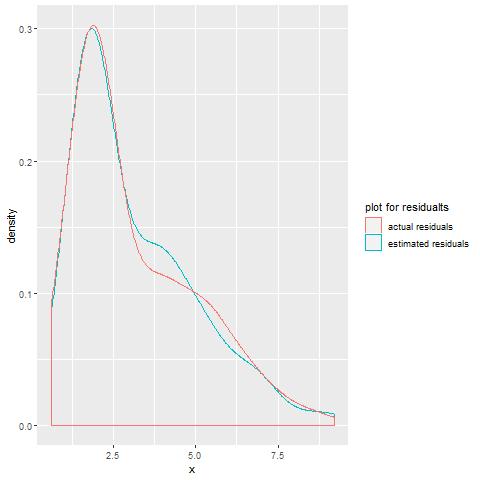 0.3
0.2
0.1
0.0
density
2.5 5.0 7.5
x
plot for residualts
actual residuals
estimated residuals